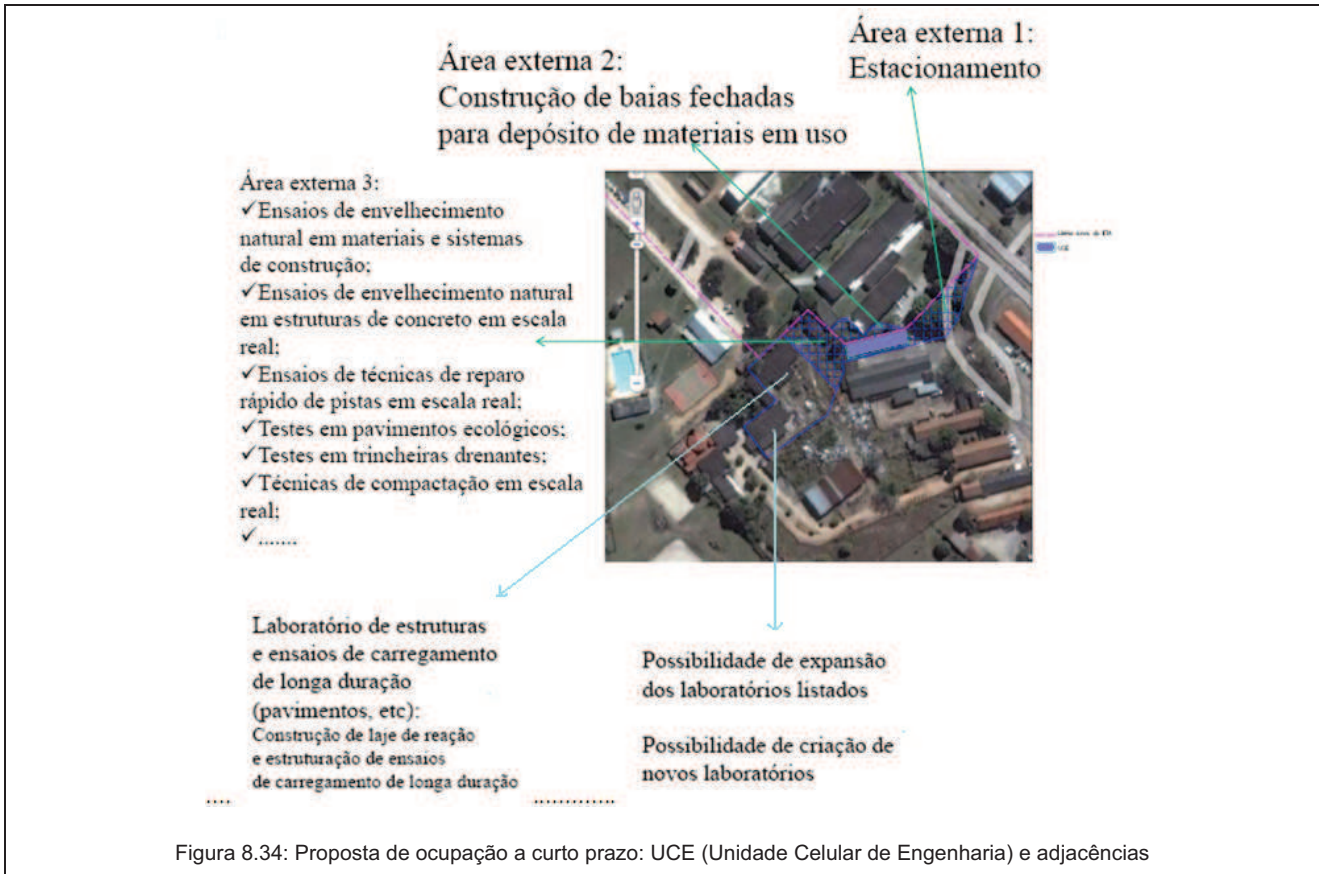 Área externa 1:
Estacionamento
Área externa 2:
Construção de baias fechadas
para depósito de materiais em uso
Área externa 3:
✓Ensaios de envelhecimento
natural em materiais e sistemas
de construção;
✓Ensaios de envelhecimento natural
em estruturas de concreto em escala
real;
✓Ensaios de técnicas de reparo
rápido de pistas em escala real;
✓Testes em pavimentos ecológicos;
✓Testes em trincheiras drenantes;
✓Técnicas de compactação em escala
real;
✓.......
UCE
Laboratório de estruturas
e ensaios de carregamento
de longa duração
(pavimentos, etc):
Construção de laje de reação
e estruturação de ensaios
de carregamento de longa duração
....
.............
Possibilidade de expansão
dos laboratórios listados
Possibilidade de criação de
novos laboratórios
Figura 8.34: Proposta de ocupação a curto prazo: UCE (Unidade Celular de Engenharia) e adjacências